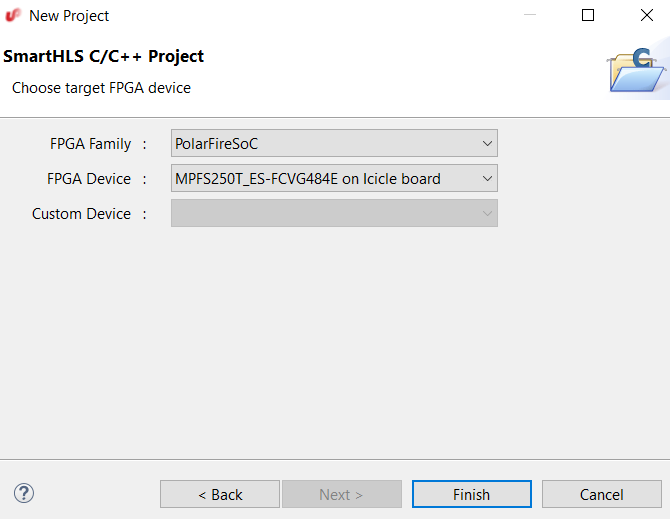 New Project
SmartHLS C/C++ Project
Choose target FPGA device
FPGA Family :
PolarFireSoC
FPGA Device :
MPFS250T_ES-FCVG484E on Icicle board
Custom Device :
?
< Back
Next >
Finish
Cancel